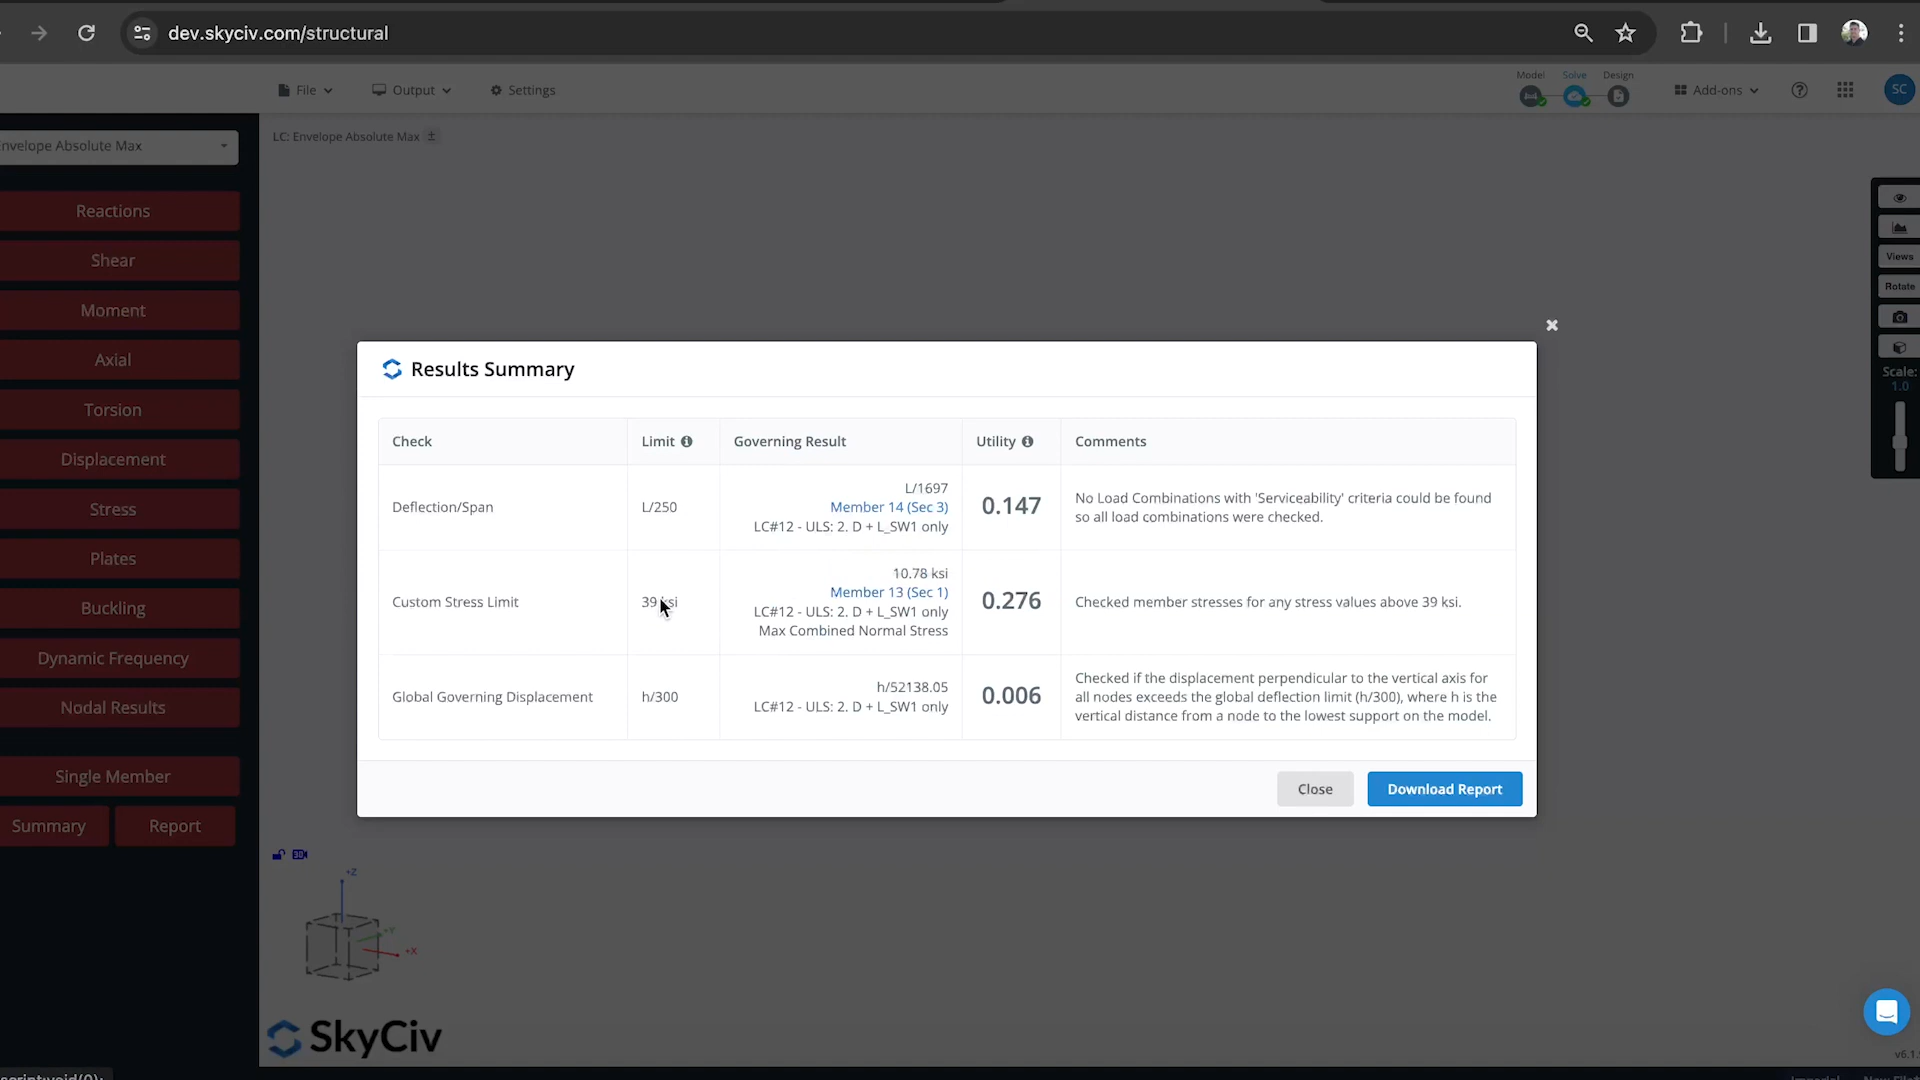 dev.skyciv.com/structural
File
Output
Settings
Model
Solve
Design
Add-ons
SC
nvelope Absolute Max
LC: Envelope Absolute Max
Reactions
Shear
Moment
Axial
Torsion
Displacement
Stress
Plates
Buckling
Dynamic Frequency
Nodal Results
Single Member
Summary
Report
Views
Rotate
Scale:
1.0
Results Summary
Check
Limit
Governing Result
Utility
Comments
Deflection/Span
L/250
L/1697
Member 14 (Sec 3)
LC#12 - ULS: 2. D + L_SW1 only
0.147
No Load Combinations with 'Serviceability' criteria could be found
so all load combinations were checked.
Custom Stress Limit
39 ksi
10.78 ksi
Member 13 (Sec 1)
LC#12 - ULS: 2. D + L_SW1 only
Max Combined Normal Stress
0.276
Checked member stresses for any stress values above 39 ksi.
Global Governing Displacement
h/300
h/52138.05
LC#12 - ULS: 2. D + L_SW1 only
0.006
Checked if the displacement perpendicular to the vertical axis for
all nodes exceeds the global deflection limit (h/300), where h is the
vertical distance from a node to the lowest support on the model.
Close
Download Report
3D
+Z
+Y
+X
SkyCiv
v6.1.